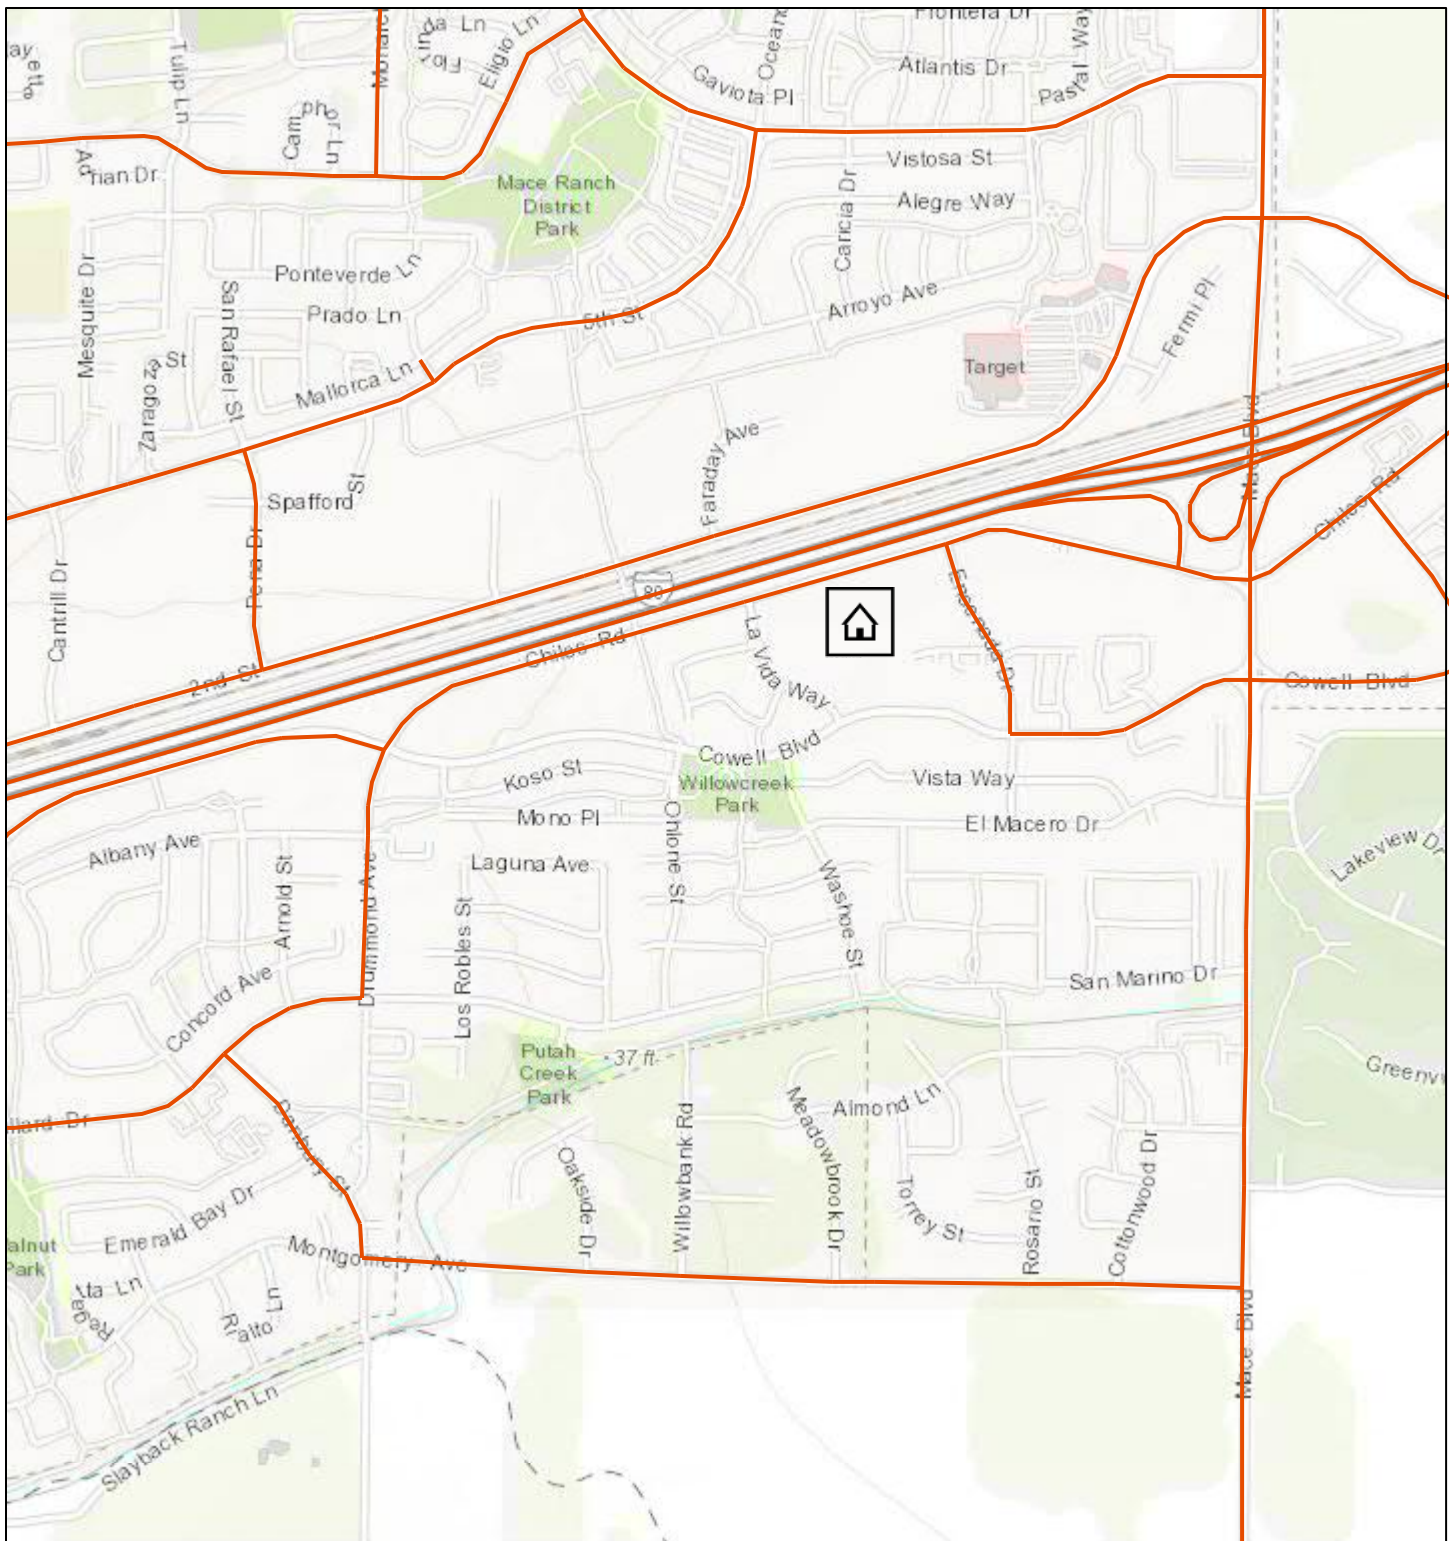 Frontera Dr
Tulip Ln
Eligio Ln
Gaviota Pl
Atlantis Dr
Vistosa St
Alegre Way
Caricia Dr
Mace Ranch
District
Park
Mesquite Dr
Ponteverde Ln
Prado Ln
San Rafael St
Zaragoza St
Mallorca Ln
5th St
Arroyo Ave
Fermi Pl
Target
Mace Blvd
Faraday Ave
Spafford St
Pena Dr
Cantrill Dr
80
Chiles Rd
Chiles Rd
2nd St
Ensenada Dr
La Vida Way
Cowell Blvd
Cowell Blvd
Koso St
Willowcreek
Park
Vista Way
Mono Pl
Ohlone St
El Macero Dr
Albany Ave
Laguna Ave
Lakeview Dr
Arnold St
Drummond Ave
Los Robles St
Washoe St
Concord Ave
San Marino Dr
Putah
Creek
Park
37 ft
Danbury St
Willowbank Rd
Meadowbrook Dr
Almond Ln
Oakside Dr
Torrey St
Rosario St
Cottonwood Dr
Emerald Bay Dr
Montgomery Ave
Rialto Ln
Mace Blvd
Slayback Ranch Ln